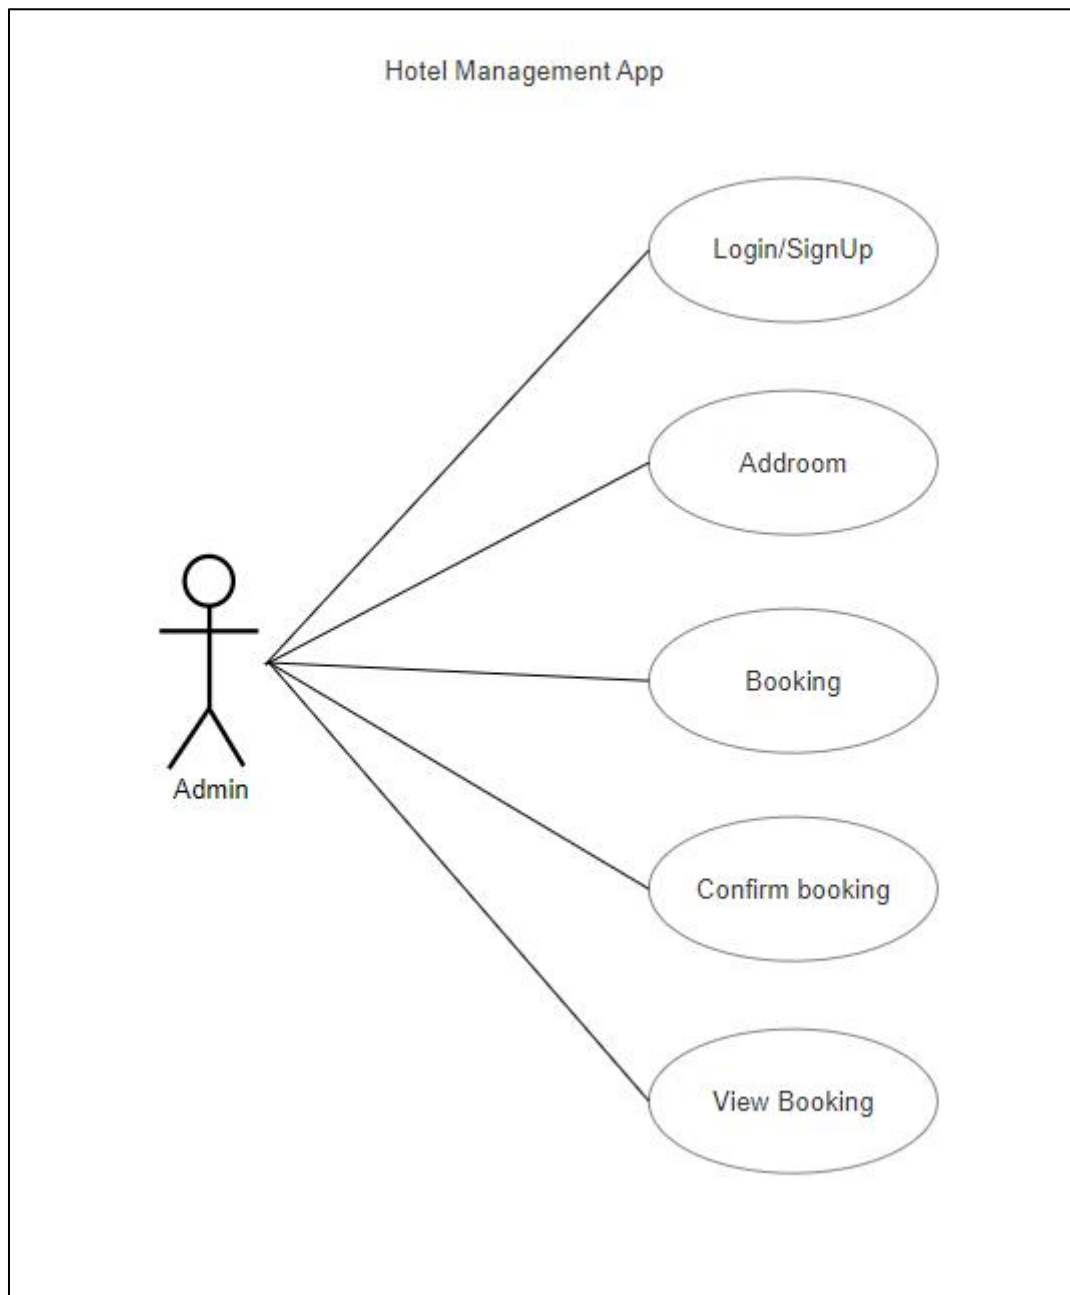 Hotel Management App
Login/SignUp
Addroom
Booking
Admin
Confirm booking
View Booking